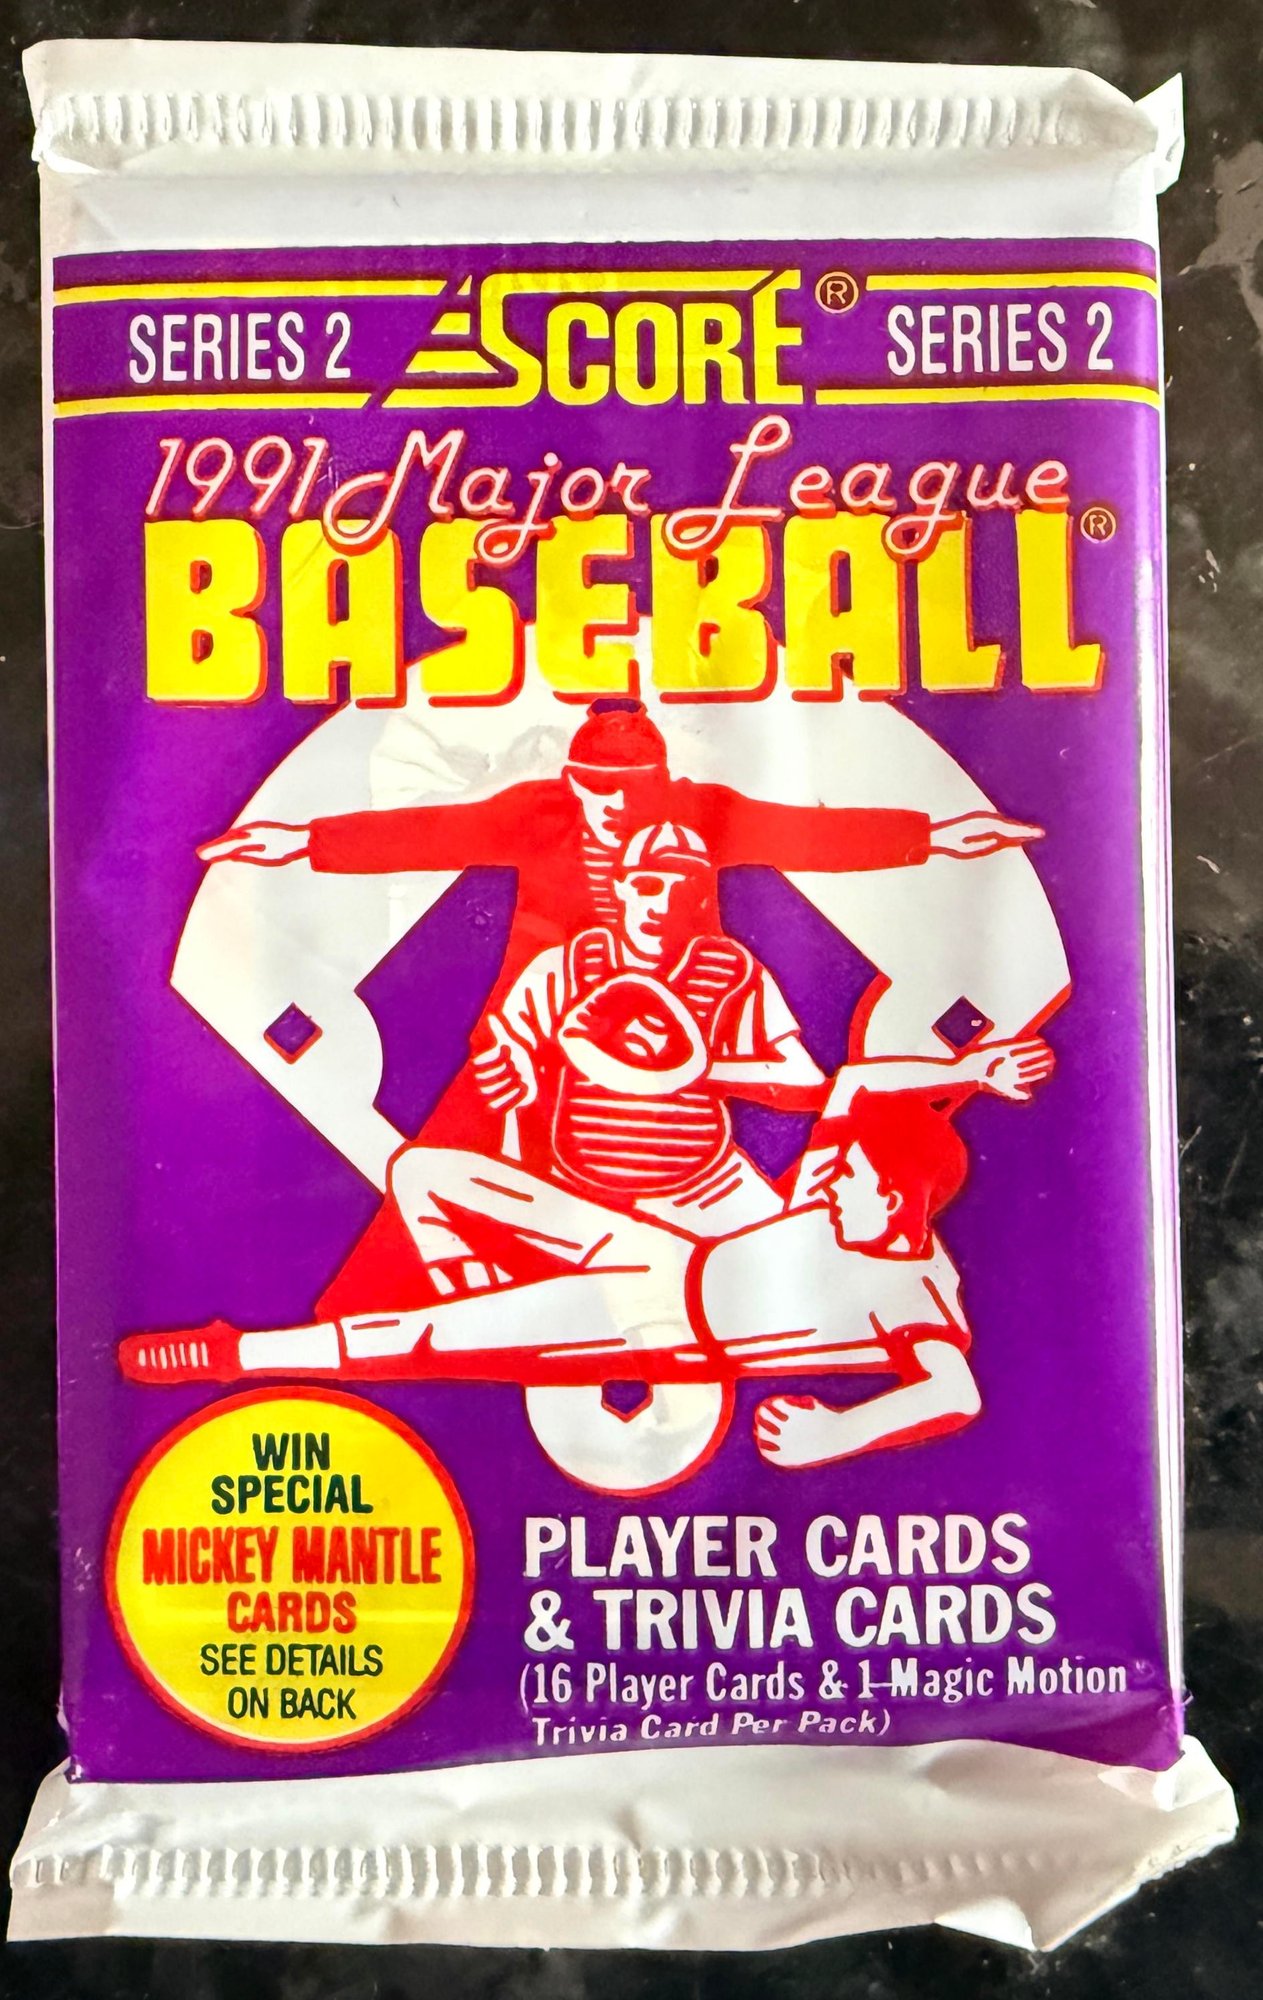 SERIES 2 SCORE® SERIES 2
1991 Major League
BASEBALL®
WIN
SPECIAL
MICKEY MANTLE
CARDS
SEE DETAILS
ON BACK
PLAYER CARDS
& TRIVIA CARDS
(16 Player Cards & 1 Magic Motion
Trivia Card Per Pack)